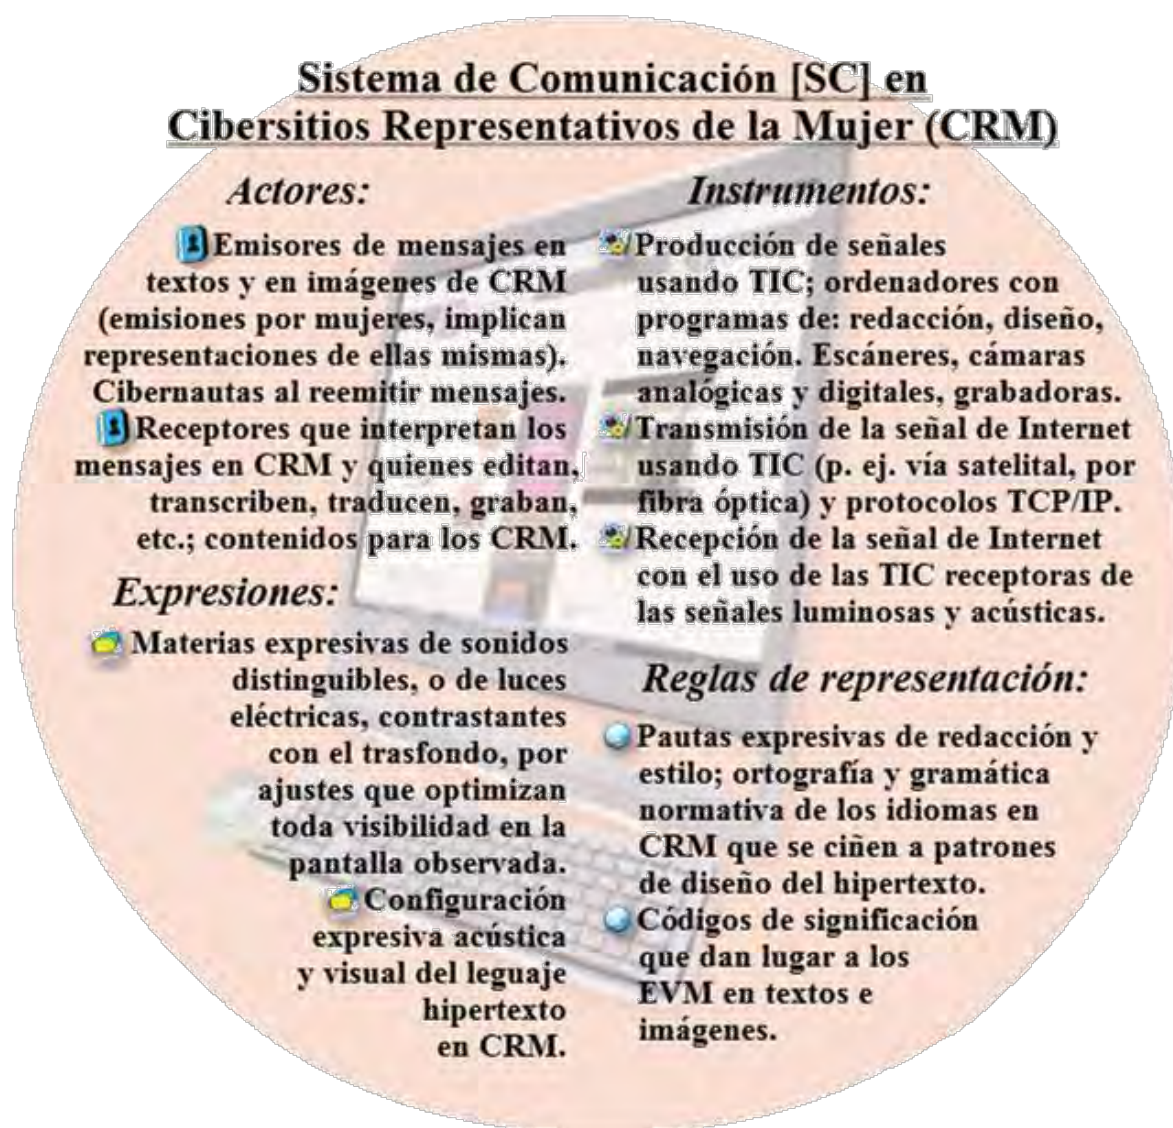 Sistema de Comunicación [SC] en
Cibersitios Representativos de la Mujer (CRM)
Actores:
Emisores de mensajes en
textos y en imágenes de CRM
(emisiones por mujeres, implican
representaciones de ellas mismas).
Cibernautas al reemitir mensajes.
Receptores que interpretan los
mensajes en CRM y quienes editan,
transcriben, traducen, graban,
etc.; contenidos para los CRM.
Expresiones:
Materias expresivas de sonidos
distinguibles, o de luces
eléctricas, contrastantes
con el trasfondo, por
ajustes que optimizan
toda visibilidad en la
pantalla observada.
Configuración
expresiva acústica
y visual del leguaje
hipertexto
en CRM.
Instrumentos:
Producción de señales
usando TIC; ordenadores con
programas de: redacción, diseño,
navegación. Escáneres, cámaras
analógicas y digitales, grabadoras.
Transmisión de la señal de Internet
usando TIC (p. ej. vía satelital, por
fibra óptica) y protocolos TCP/IP.
Recepción de la señal de Internet
con el uso de las TIC receptoras de
las señales luminosas y acústicas.
Reglas de representación:
Pautas expresivas de redacción y
estilo; ortografía y gramática
normativa de los idiomas en
CRM que se ciñen a patrones
de diseño del hipertexto.
Códigos de significación
que dan lugar a los
EVM en textos e
imágenes.